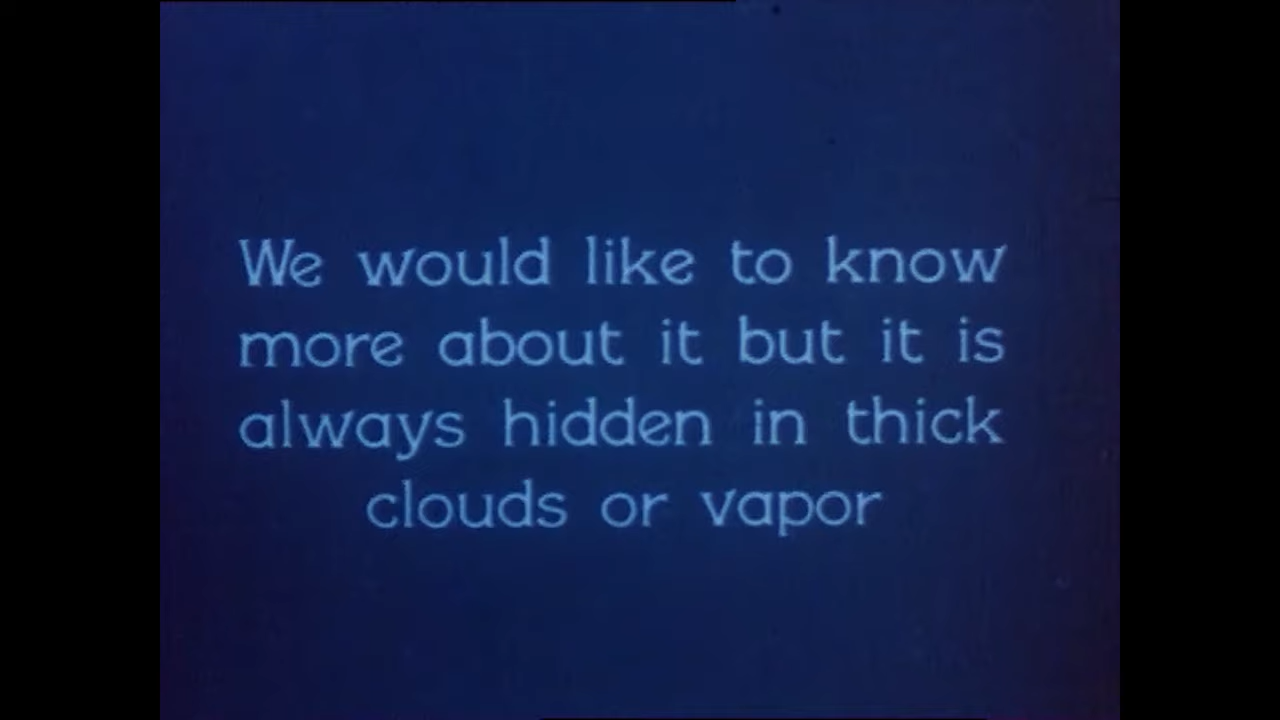 We would like to know
more about it but it is
always hidden in thick
clouds or vapor